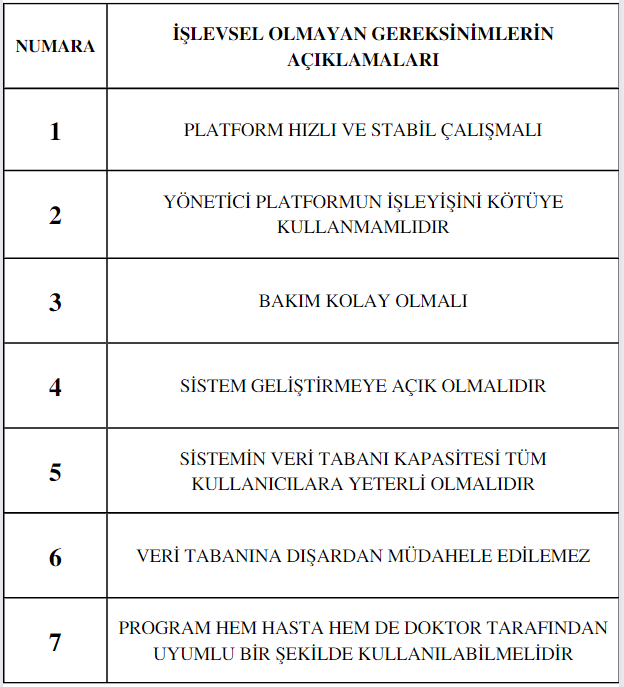 NUMARA
İŞLEVSEL OLMAYAN GEREKSİNİMLERİN
AÇIKLAMALARI
1
PLATFORM HIZLI VE STABİL ÇALIŞMALI
2
YÖNETİCİ PLATFORMUN İŞLEYİŞİNİ KÖTÜYE
KULLANMAMLIDIR
3
BAKIM KOLAY OLMALI
4
SİSTEM GELİŞTİRMEYE AÇIK OLMALIDIR
5
SİSTEMİN VERİ TABANI KAPASİTESİ TÜM
KULLANICILARA YETERLİ OLMALIDIR
6
VERİ TABANINA DIŞARDAN MÜDAHELE EDİLEMEZ
7
PROGRAM HEM HASTA HEM DE DOKTOR TARAFINDAN
UYUMLU BİR ŞEKİLDE KULLANILABİLMELİDİR